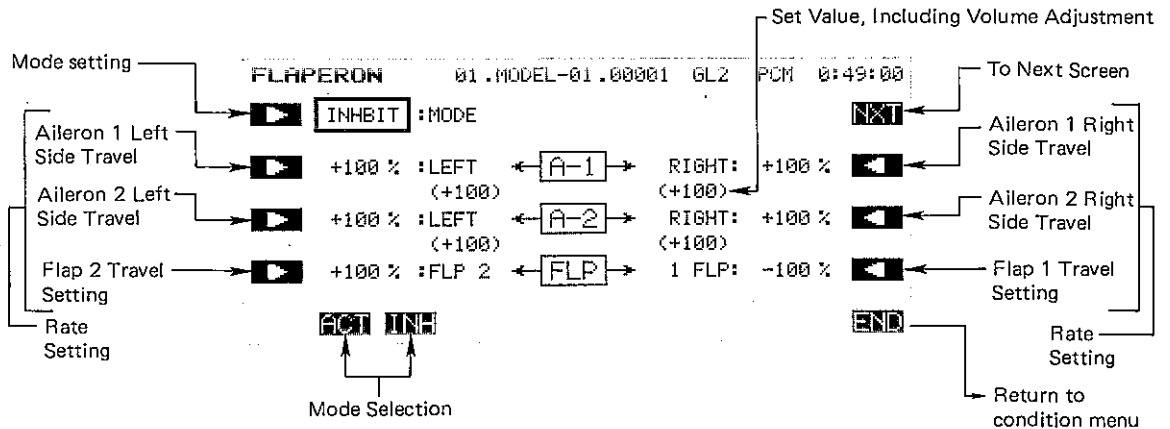 Set Value, Including Volume Adjustment
Mode setting
FLAPERON 01.MODEL-01.00001 GL2 PCM 0:49:00
To Next Screen
INHBIT :MODE
NXT
Aileron 1 Left
Side Travel
+100 % :LEFT A-1 RIGHT: +100 %
(+100) (+100)
Aileron 1 Right
Side Travel
Aileron 2 Left
Side Travel
+100 % :LEFT A-2 RIGHT: +100 %
(+100) (+100)
Aileron 2 Right
Side Travel
Flap 2 Travel
Setting
+100 % :FLP 2 FLP 1 FLP: -100 %
Flap 1 Travel
Setting
Rate
Setting
ACT INH
END
Rate
Setting
Mode Selection
Return to
condition menu